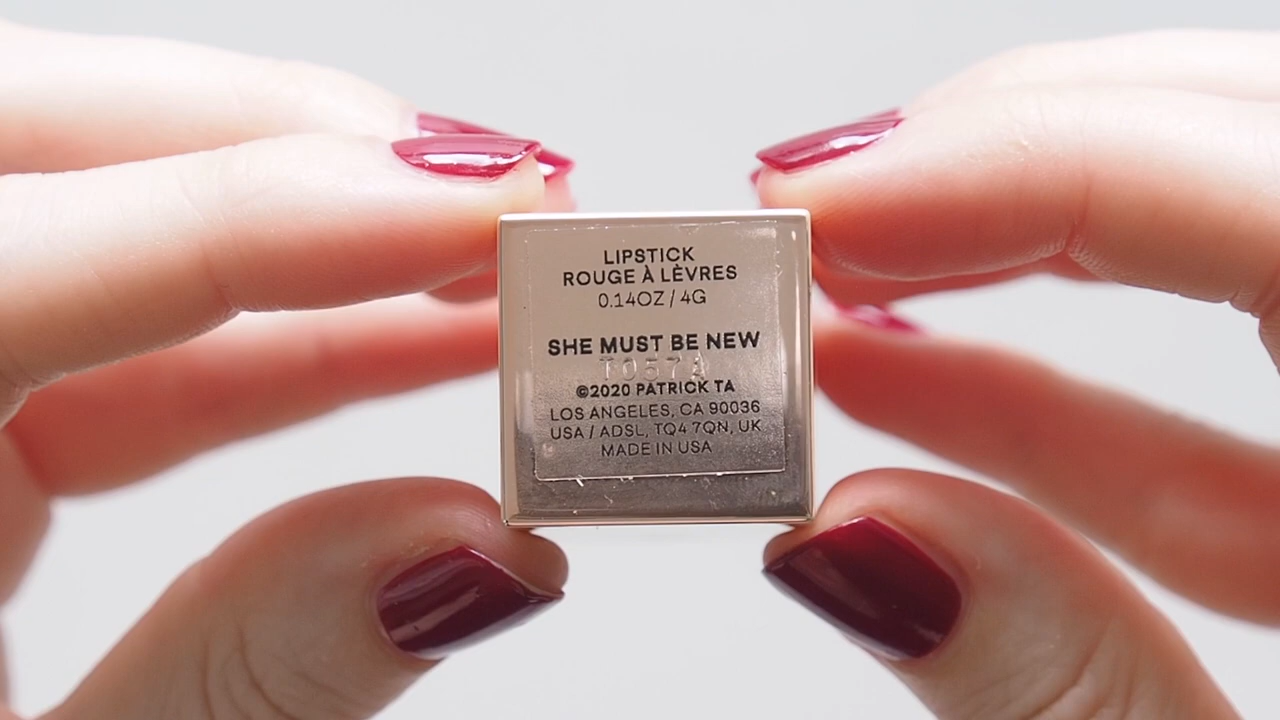 LIPSTICK
ROUGE À LÈVRES
0.14OZ / 4G
SHE MUST BE NEW
©2020 PATRICK TA
LOS ANGELES, CA 90036
USA / ADSL, TQ4 7QN, UK
MADE IN USA